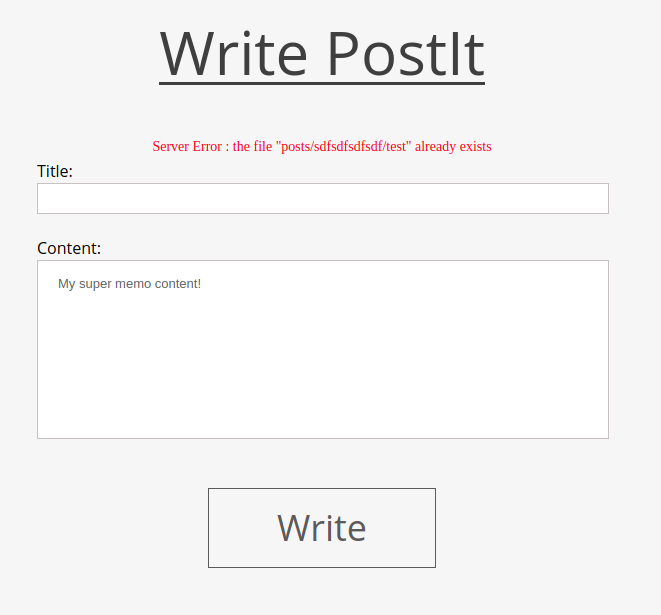 Write PostIt
Server Error : the file "posts/sdfsdfsdfsdf/test" already exists
Title:
Content:
My super memo content!
Write